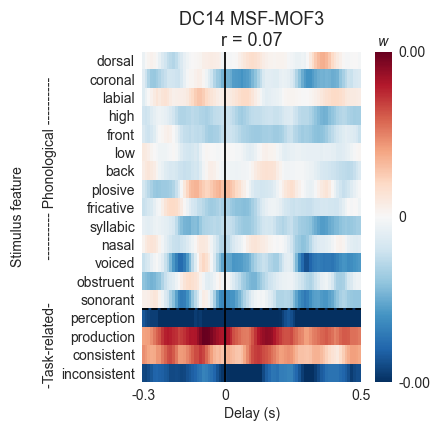 DC14 MSF-MOF3
r = 0.07
w
Stimulus feature
-Task-related- ---------- Phonological ----------
dorsal
coronal
labial
high
front
low
back
plosive
fricative
syllabic
nasal
voiced
obstruent
sonorant
perception
production
consistent
inconsistent
0.00
0
-0.00
-0.3
0
0.5
Delay (s)